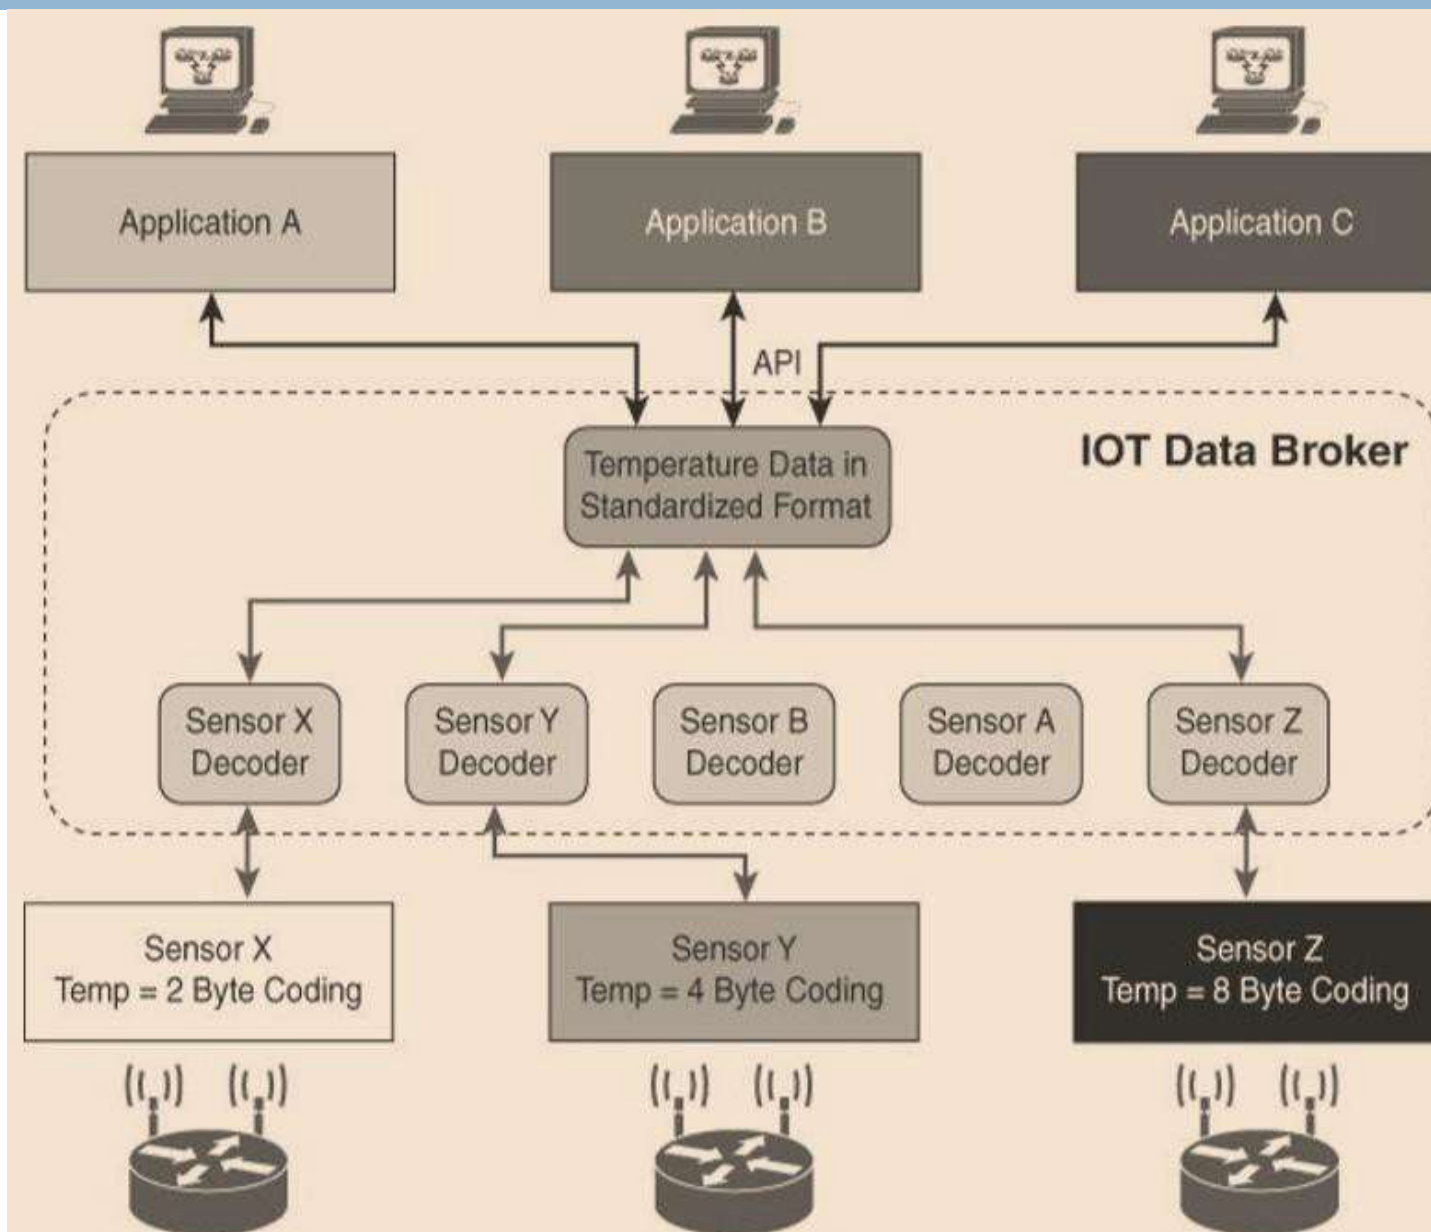 Application A
Application B
Application C
API
IOT Data Broker
Temperature Data in
Standardized Format
Sensor X
Decoder
Sensor Y
Decoder
Sensor B
Decoder
Sensor A
Decoder
Sensor Z
Decoder
Sensor X
Temp = 2 Byte Coding
Sensor Y
Temp = 4 Byte Coding
Sensor Z
Temp = 8 Byte Coding